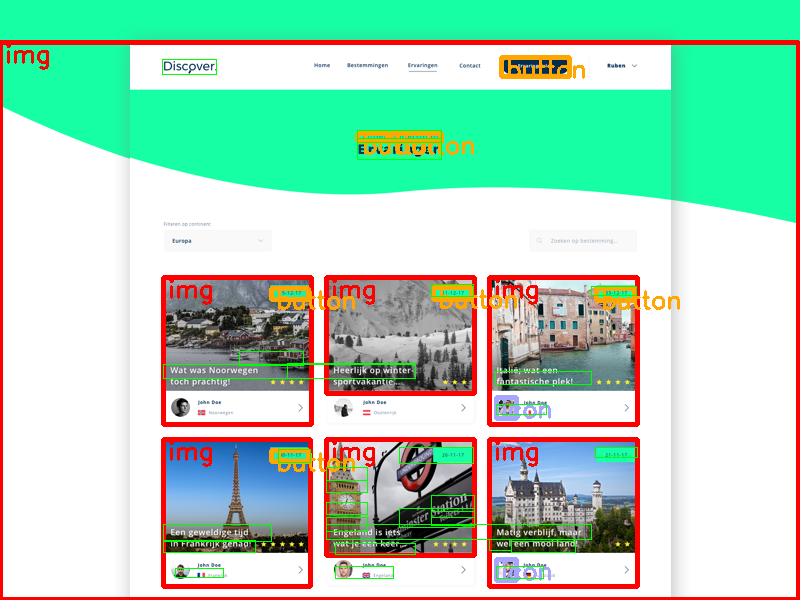 img
Discover.
Home
Bestemmingen
Ervaringen
Contact
button
Ruben
button
Filteren op continent
Europa
Zoeken op bestemming...
img
button
Wat was Noorwegen
toch prachtig!
John Doe
Noorwegen
img
button
Heerlijk op winter-
sportvakantie...
John Doe
Oostenrijk
img
button
Italië, wat een
fantastische plek!
John Doe
icon
img
button
Een geweldige tijd
in Frankrijk gehad!
John Doe
Frankrijk
img
20-11-17
Engeland is iets
wat je een keer...
John Doe
Engeland
img
21-11-17
Matig verblijf, maar
wel een mooi land!
John Doe
icon